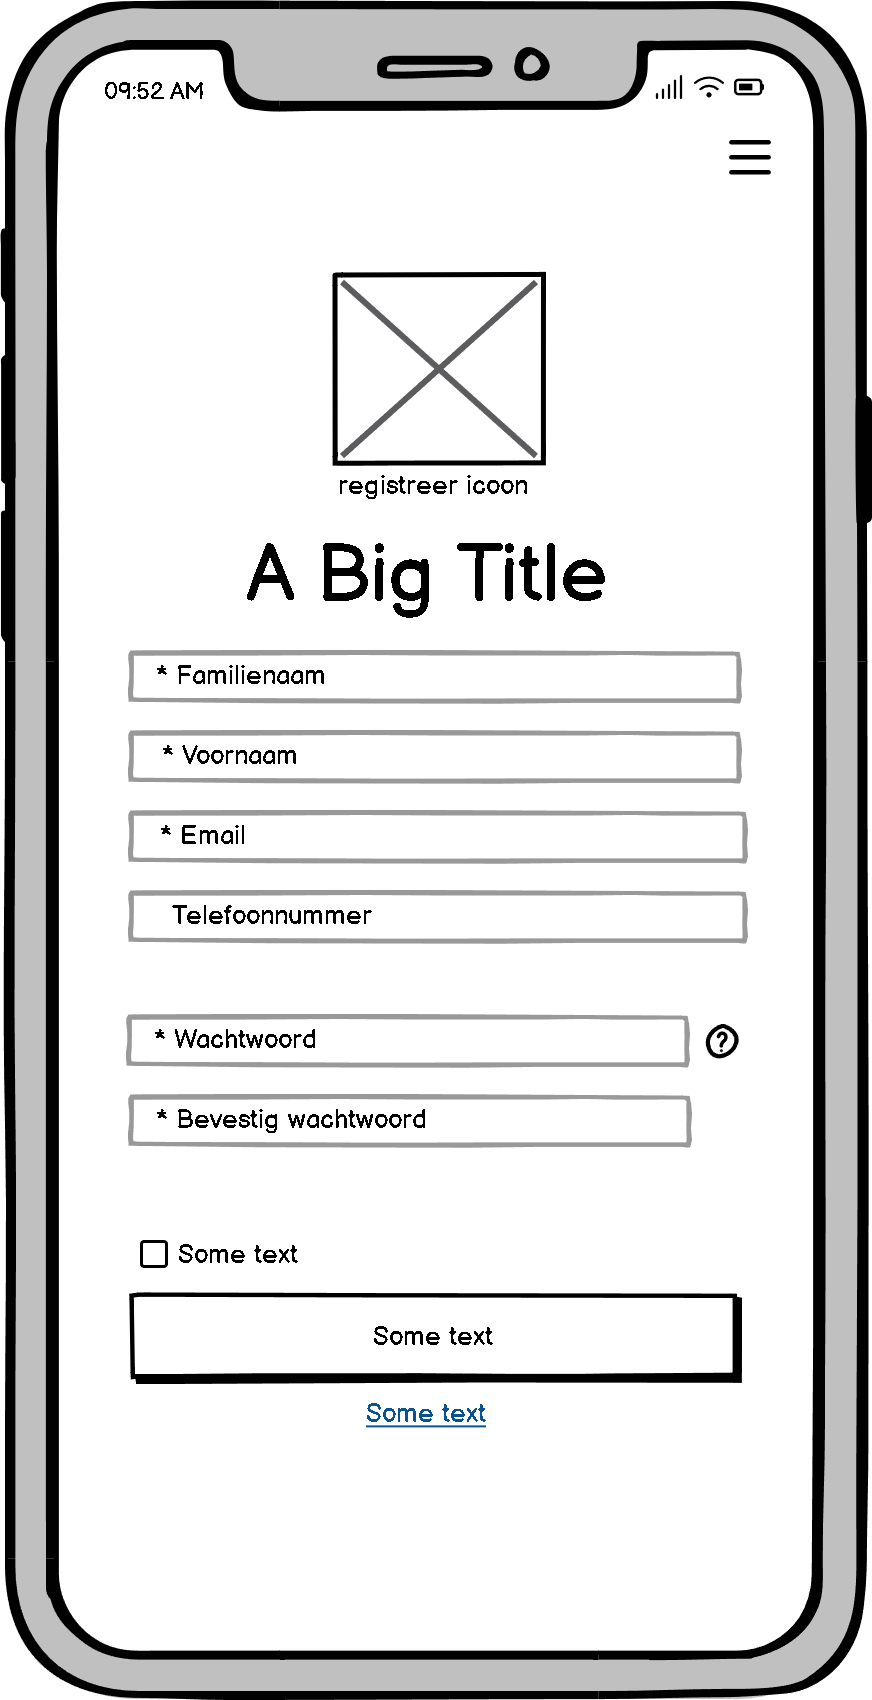 09:52 AM
registreer icoon
A Big Title
* Familienaam
* Voornaam
* Email
Telefoonnummer
* Wachtwoord
?
* Bevestig wachtwoord
Some text
Some text
Some text